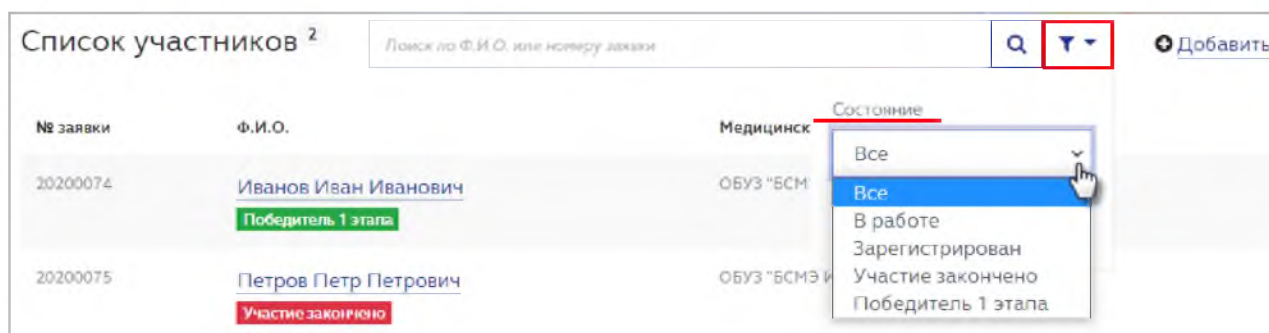 Список участников 2
Поиск по Ф.И.О. или номеру заявки
Добавить
Состояние
№ заявки Ф.И.О. Медицинск
Все
20200074 Иванов Иван Иванович ОБУЗ "БСМ
Все
Победитель 1 этапа
В работе
Зарегистрирован
20200075 Петров Петр Петрович ОБУЗ "БСМЭ И
Участие закончено
Победитель 1 этапа
Участие закончено